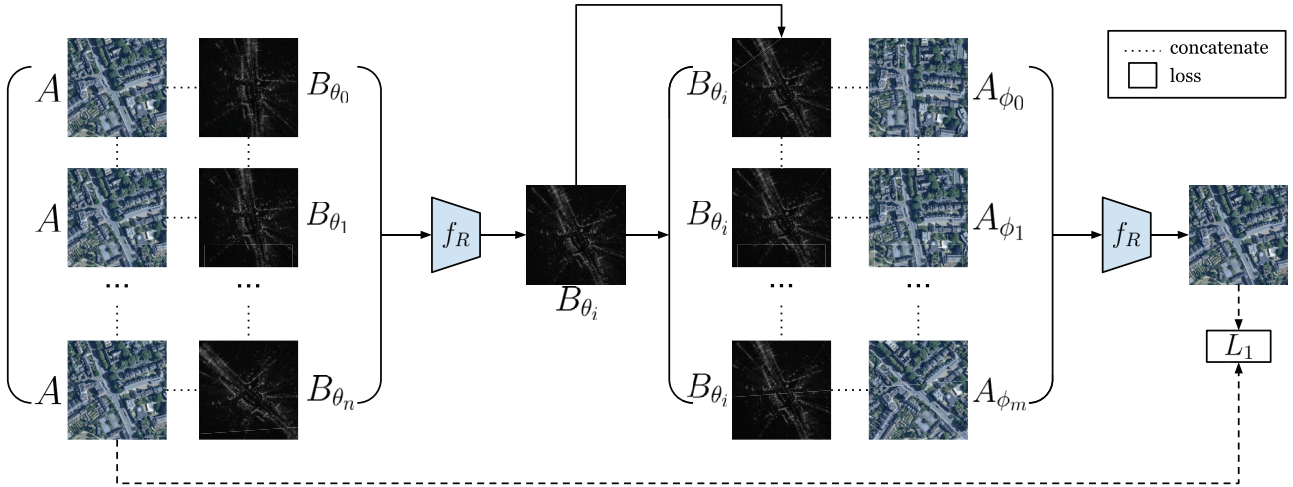 concatenate
loss
A
B_{θ_0}
A
B_{θ_1}
...
...
A
B_{θ_n}
f_R
B_{θ_i}
B_{θ_i}
A_{ϕ_0}
B_{θ_i}
A_{ϕ_1}
...
...
B_{θ_i}
A_{ϕ_m}
f_R
L_1